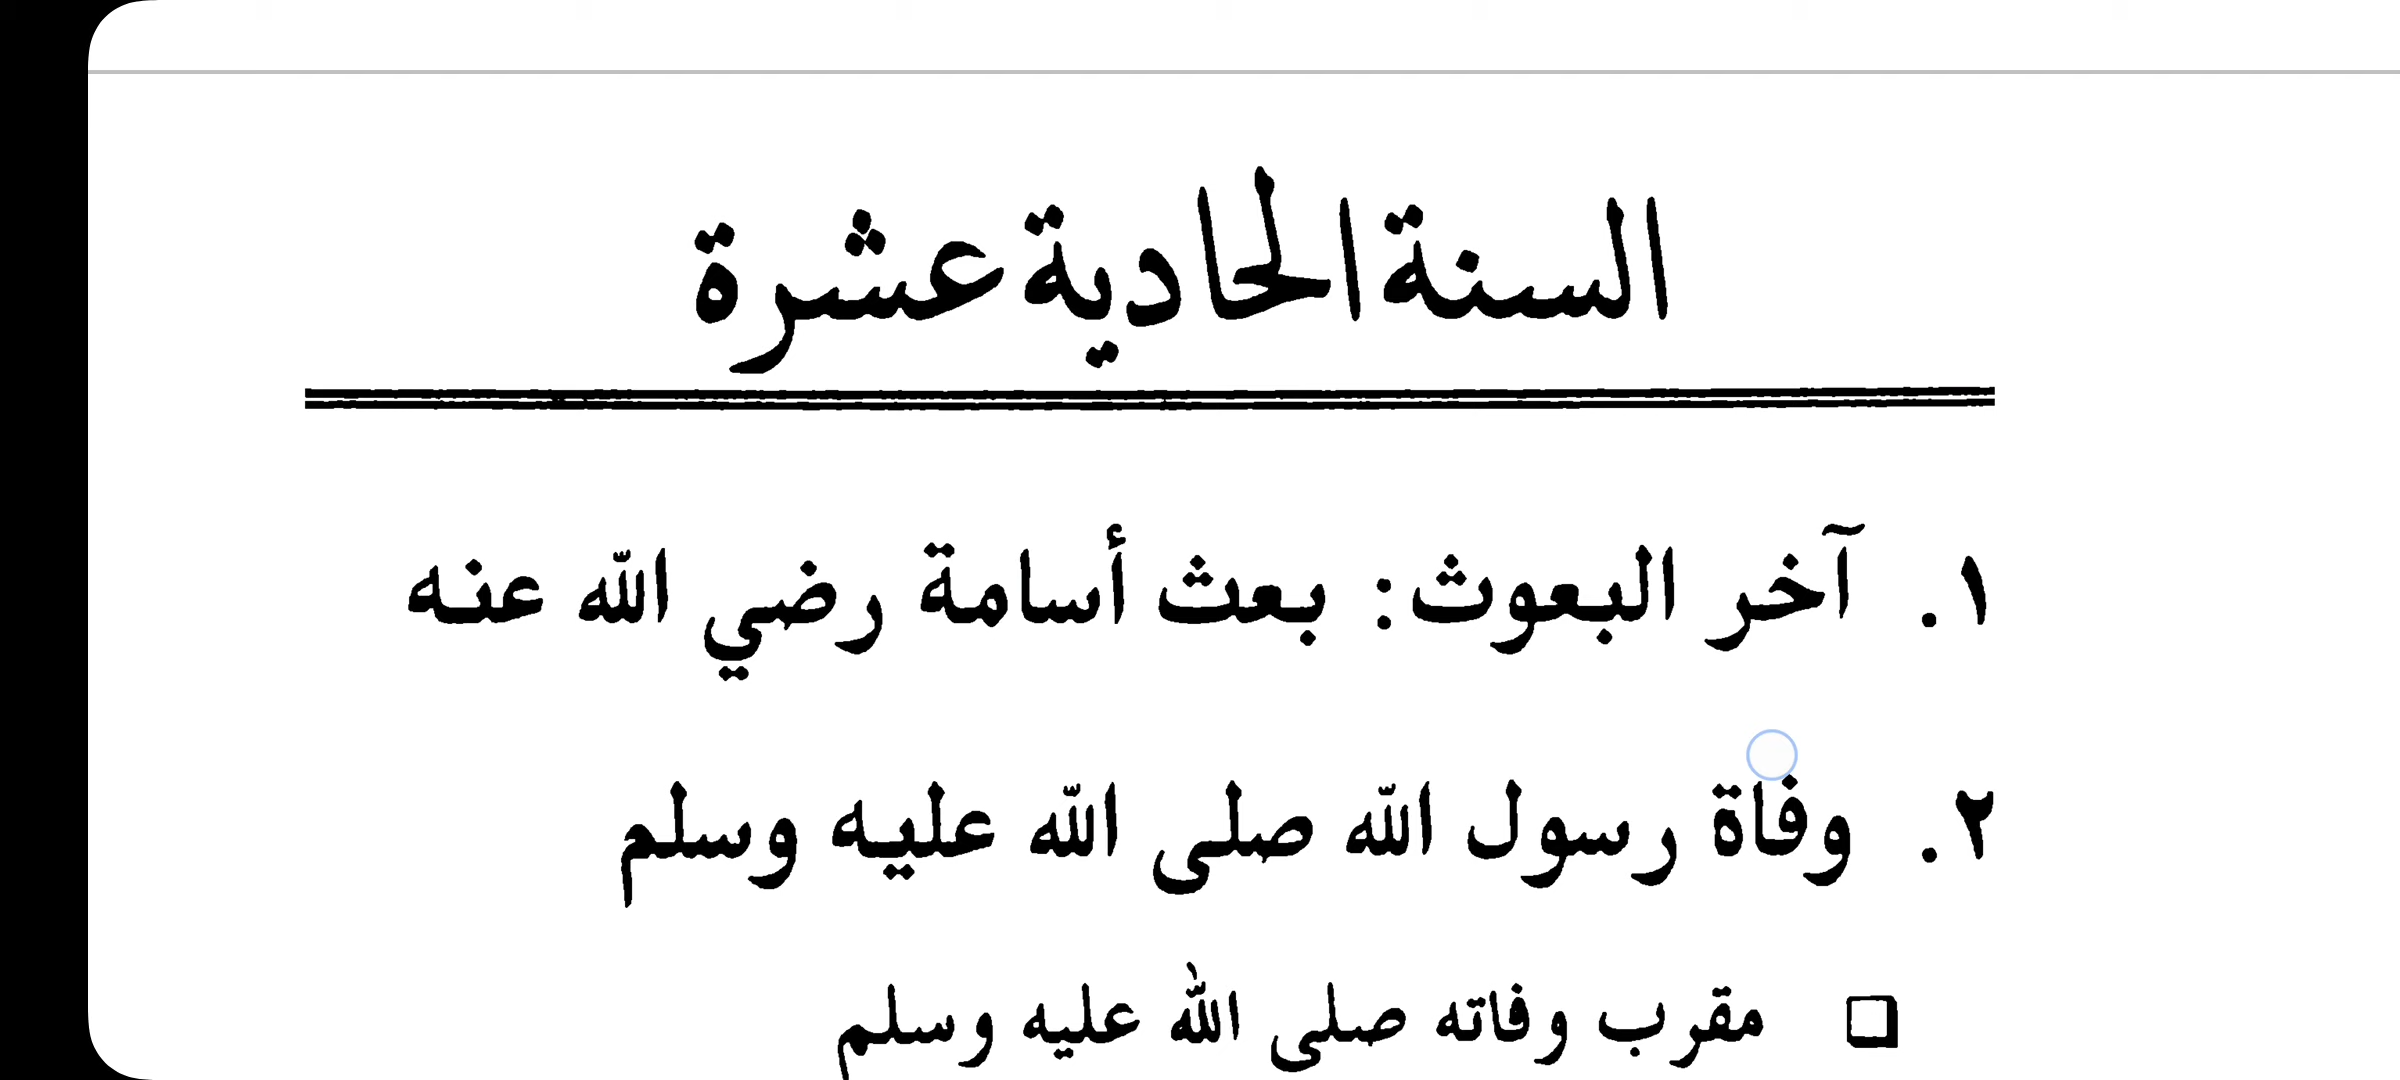 السنة الحادية عشرة
١. آخر البعوث: بعث أسامة رضي الله عنه
٢. وفاة رسول الله صلى الله عليه وسلم
□ مقرب وفاته صلى الله عليه وسلم